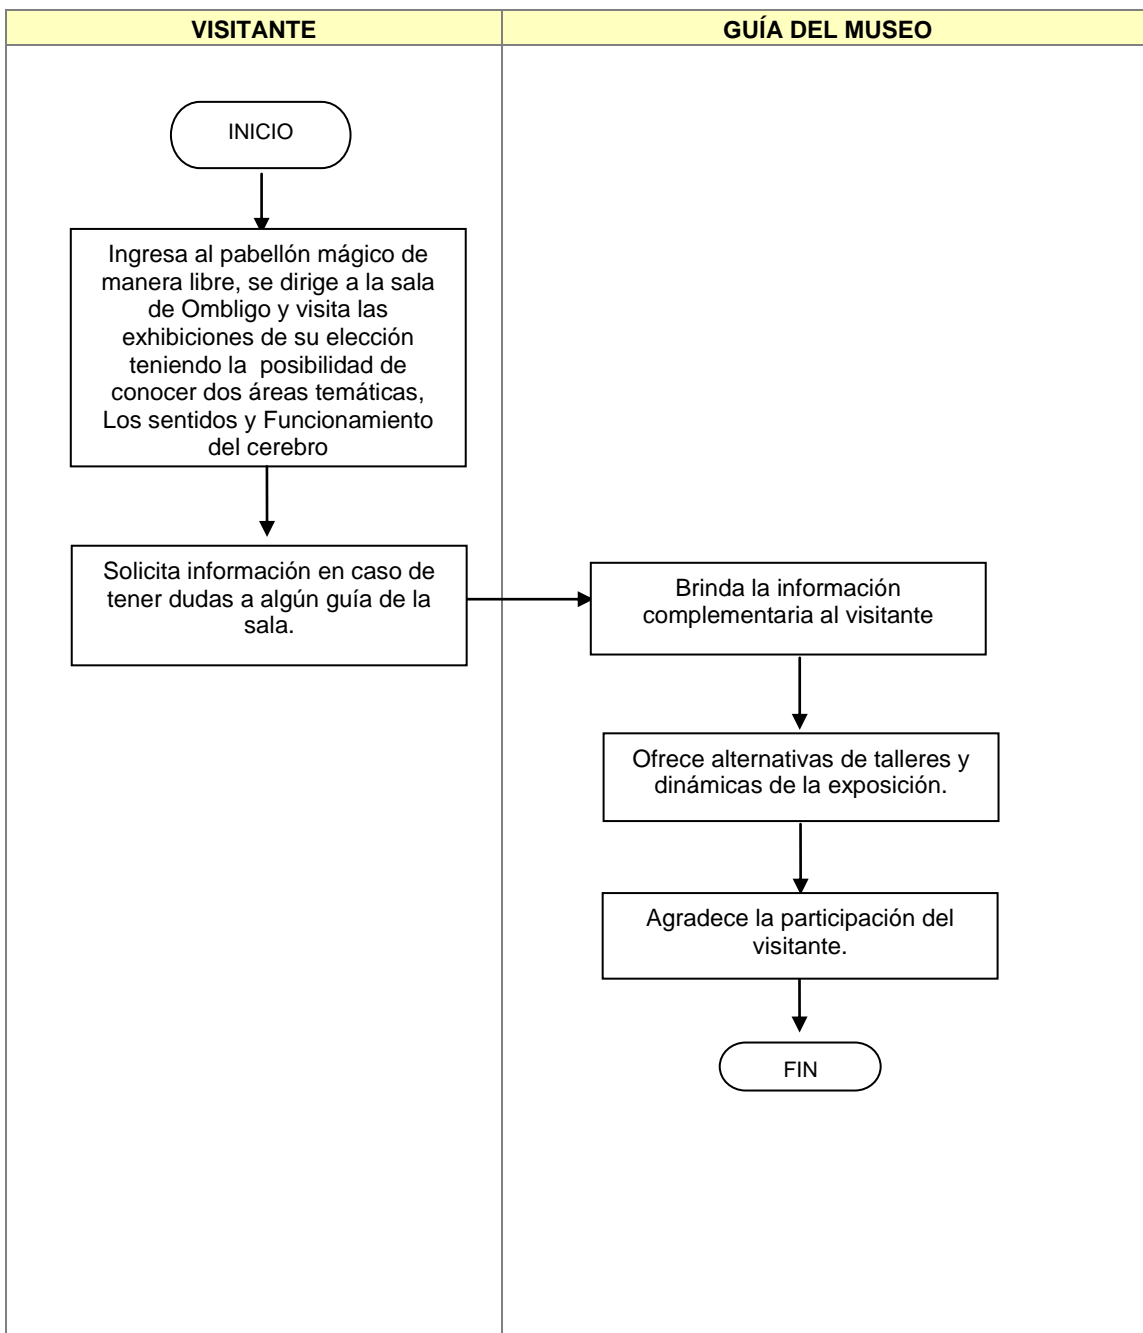 VISITANTE
GUÍA DEL MUSEO
INICIO
Ingresa al pabellón mágico de
manera libre, se dirige a la sala
de Ombligo y visita las
exhibiciones de su elección
teniendo la posibilidad de
conocer dos áreas temáticas,
Los sentidos y Funcionamiento
del cerebro
Solicita información en caso de
tener dudas a algún guía de la
sala.
Brinda la información
complementaria al visitante
Ofrece alternativas de talleres y
dinámicas de la exposición.
Agradece la participación del
visitante.
FIN